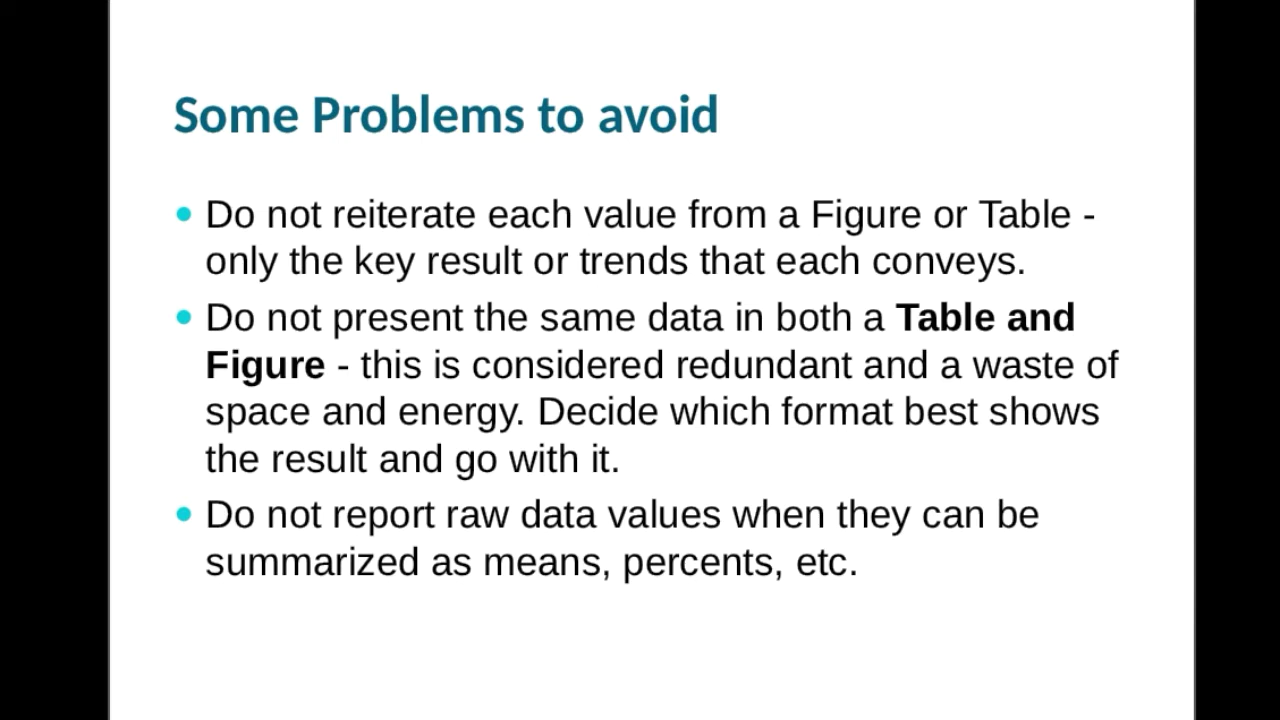 Some Problems to avoid
• Do not reiterate each value from a Figure or Table -
only the key result or trends that each conveys.
• Do not present the same data in both a Table and
Figure - this is considered redundant and a waste of
space and energy. Decide which format best shows
the result and go with it.
• Do not report raw data values when they can be
summarized as means, percents, etc.